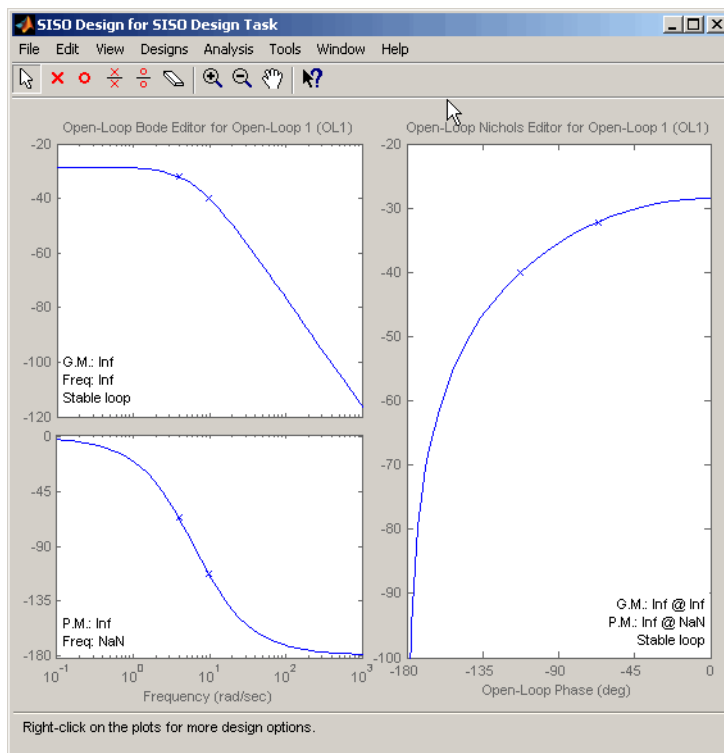 SISO Design for SISO Design Task
File Edit View Designs Analysis Tools Window Help
Open-Loop Bode Editor for Open-Loop 1 (OL1)
-20
-40
-60
-80
-100
-120
G.M.: Inf
Freq: Inf
Stable loop
0
-45
-90
-135
-180
P.M.: Inf
Freq: NaN
10^-1 10^0 10^1 10^2 10^3
Frequency (rad/sec)
Open-Loop Nichols Editor for Open-Loop 1 (OL1)
-20
-30
-40
-50
-60
-70
-80
-90
-100
G.M.: Inf @ Inf
P.M.: Inf @ NaN
Stable loop
-180 -135 -90 -45 0
Open-Loop Phase (deg)
Right-click on the plots for more design options.